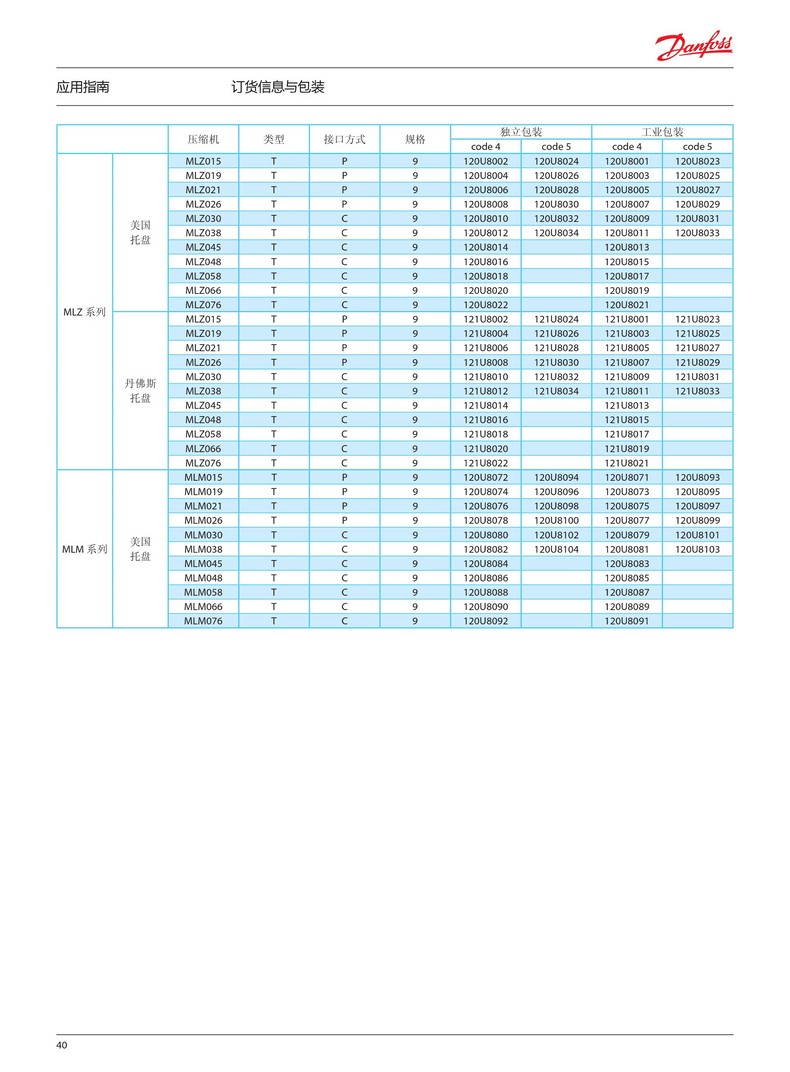 Danfoss
应用指南 订货信息与包装
压缩机 类型 接口方式 规格 独立包装 工业包装
code 4 code 5 code 4 code 5
MLZ 系列
美国
托盘
MLZ015 T P 9 120U8002 120U8024 120U8001 120U8023
MLZ019 T P 9 120U8004 120U8026 120U8003 120U8025
MLZ021 T P 9 120U8006 120U8028 120U8005 120U8027
MLZ026 T P 9 120U8008 120U8030 120U8007 120U8029
MLZ030 T C 9 120U8010 120U8032 120U8009 120U8031
MLZ038 T C 9 120U8012 120U8034 120U8011 120U8033
MLZ045 T C 9 120U8014 120U8013
MLZ048 T C 9 120U8016 120U8015
MLZ058 T C 9 120U8018 120U8017
MLZ066 T C 9 120U8020 120U8019
MLZ076 T C 9 120U8022 120U8021
丹佛斯
托盘
MLZ015 T P 9 121U8002 121U8024 121U8001 121U8023
MLZ019 T P 9 121U8004 121U8026 121U8003 121U8025
MLZ021 T P 9 121U8006 121U8028 121U8005 121U8027
MLZ026 T P 9 121U8008 121U8030 121U8007 121U8029
MLZ030 T C 9 121U8010 121U8032 121U8009 121U8031
MLZ038 T C 9 121U8012 121U8034 121U8011 121U8033
MLZ045 T C 9 121U8014 121U8013
MLZ048 T C 9 121U8016 121U8015
MLZ058 T C 9 121U8018 121U8017
MLZ066 T C 9 121U8020 121U8019
MLZ076 T C 9 121U8022 121U8021
MLM 系列
美国
托盘
MLM015 T P 9 120U8072 120U8094 120U8071 120U8093
MLM019 T P 9 120U8074 120U8096 120U8073 120U8095
MLM021 T P 9 120U8076 120U8098 120U8075 120U8097
MLM026 T P 9 120U8078 120U8100 120U8077 120U8099
MLM030 T C 9 120U8080 120U8102 120U8079 120U8101
MLM038 T C 9 120U8082 120U8104 120U8081 120U8103
MLM045 T C 9 120U8084 120U8083
MLM048 T C 9 120U8086 120U8085
MLM058 T C 9 120U8088 120U8087
MLM066 T C 9 120U8090 120U8089
MLM076 T C 9 120U8092 120U8091
40